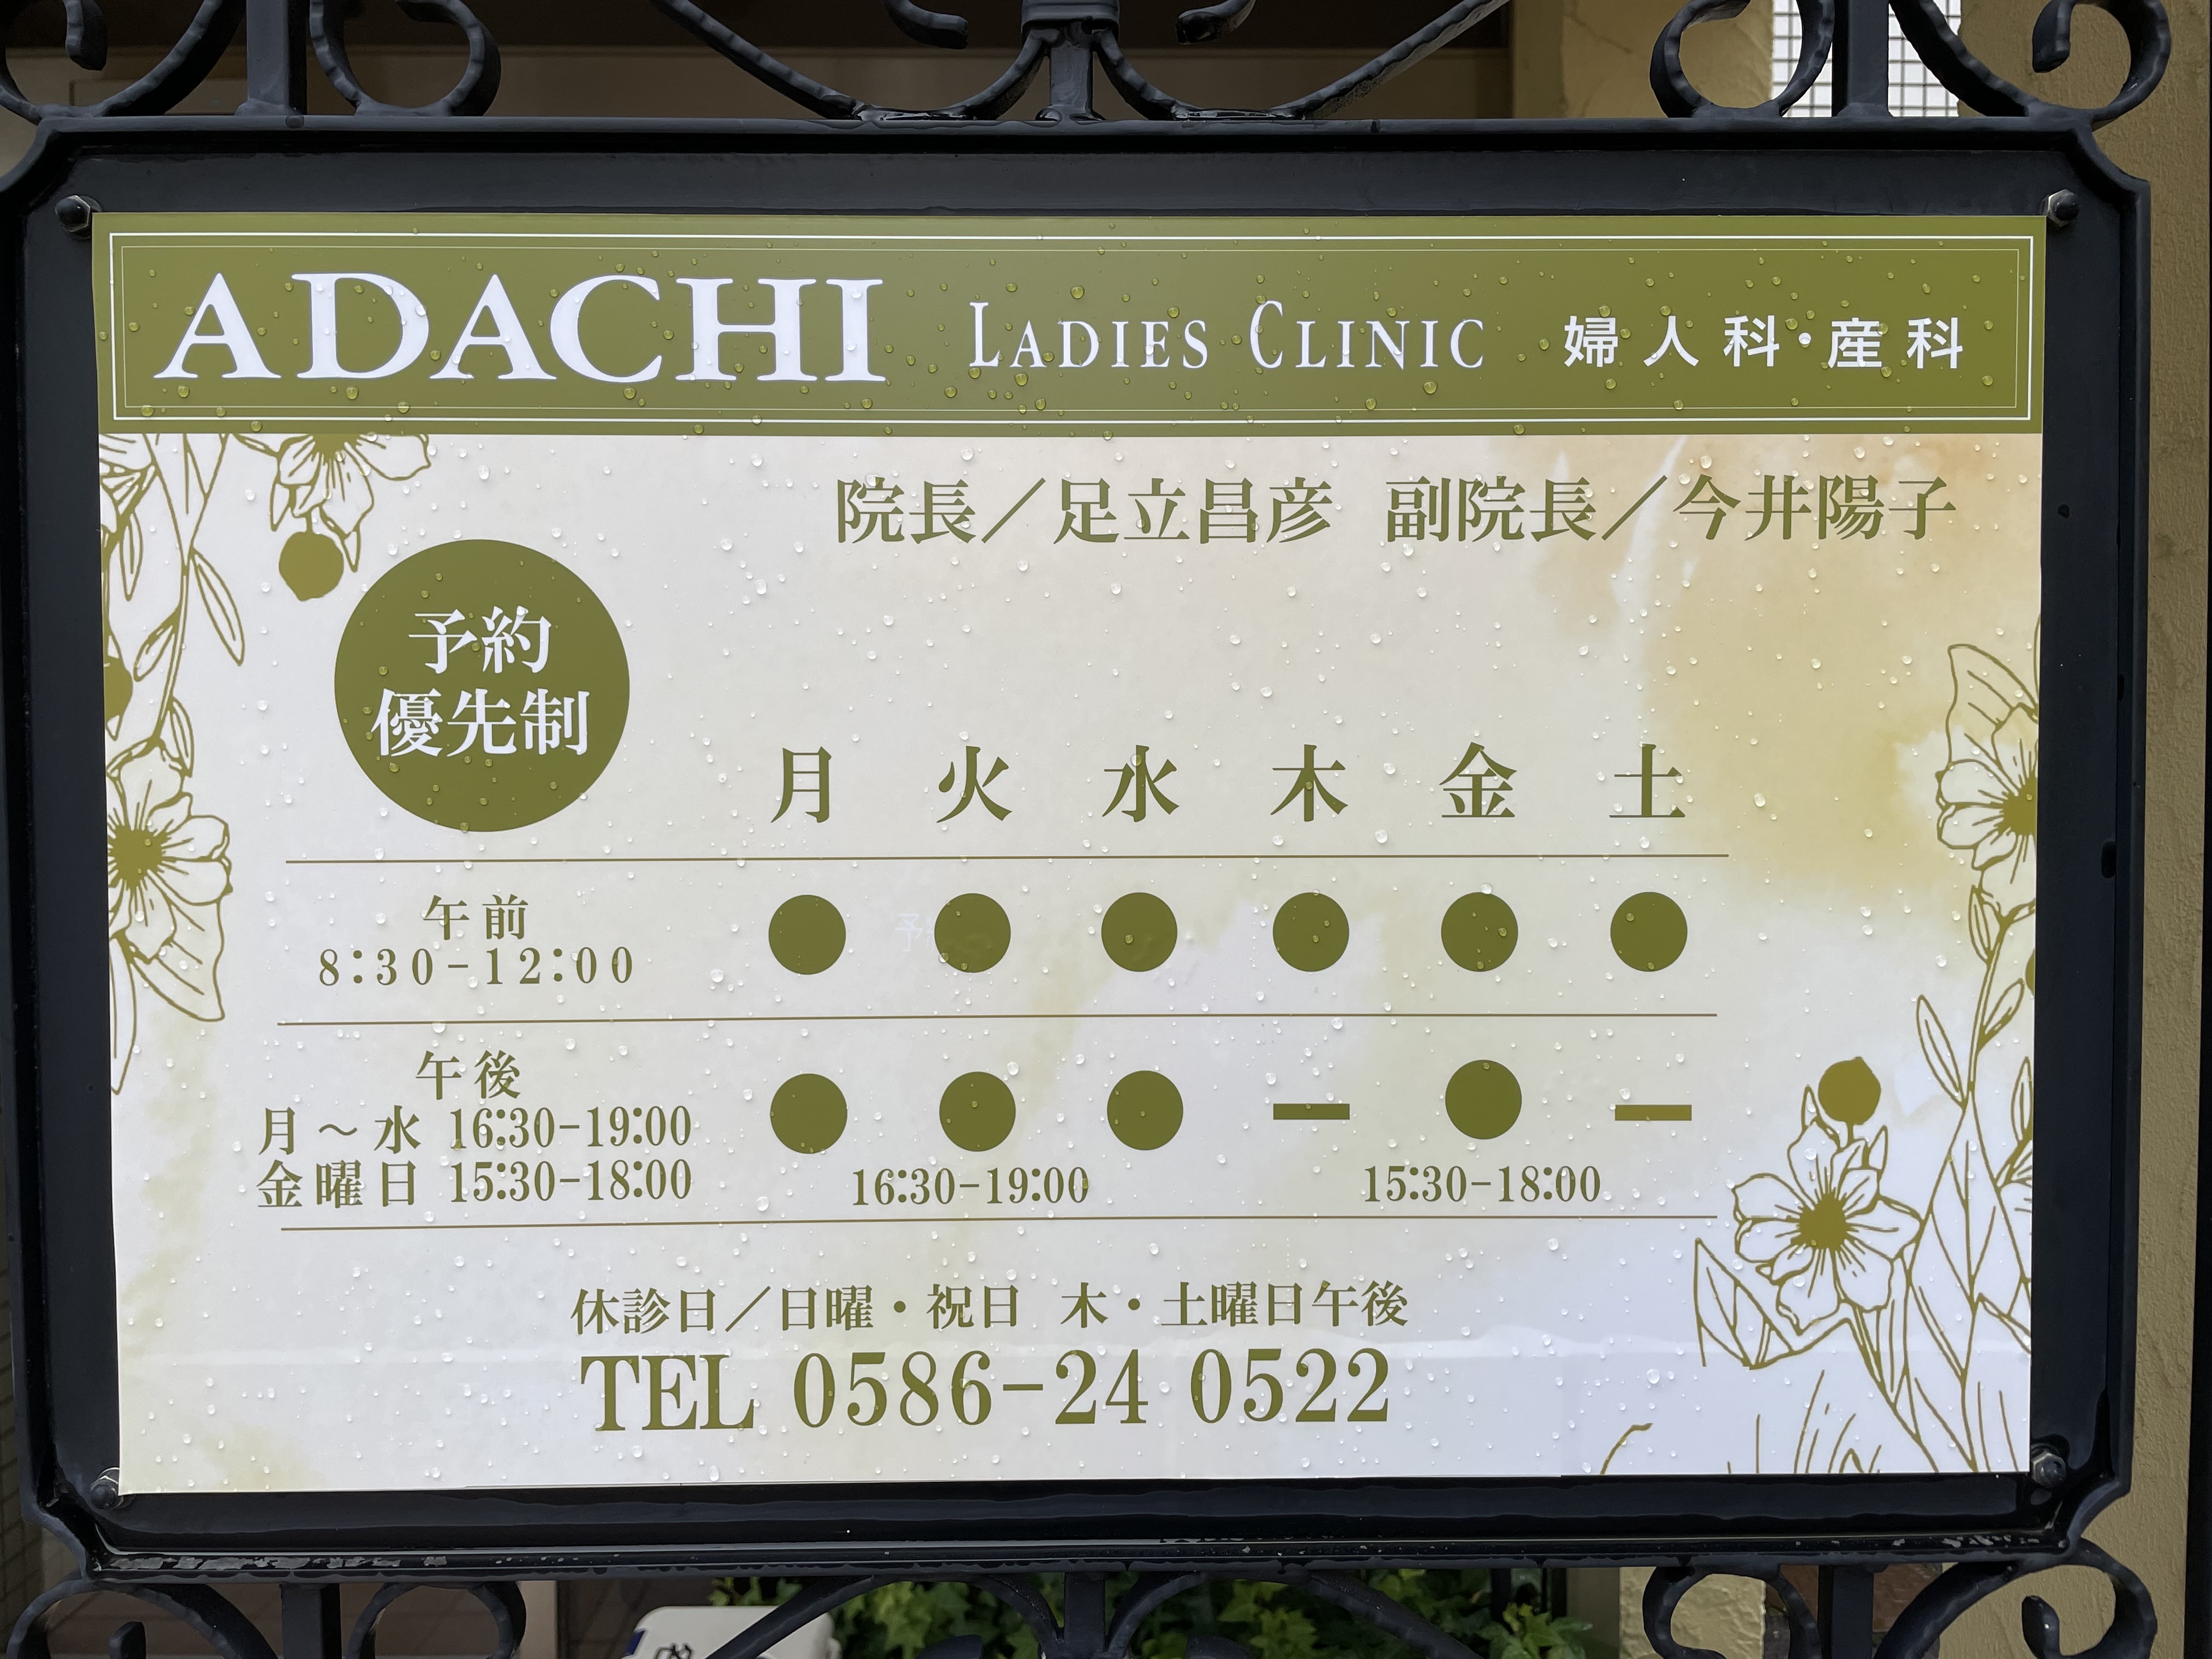 ADACHI LADIES CLINIC 婦人科・産科
院長／足立昌彦 副院長／今井陽子
予約
優先制
月 火 水 木 金 土
午前
8:30-12:00 ● ● ● ● ● ●
午後
月～水 16:30-19:00 ● ● ● － ● －
金曜日 15:30-18:00 16:30-19:00 15:30-18:00
休診日／日曜・祝日 木・土曜日午後
TEL 0586-24 0522